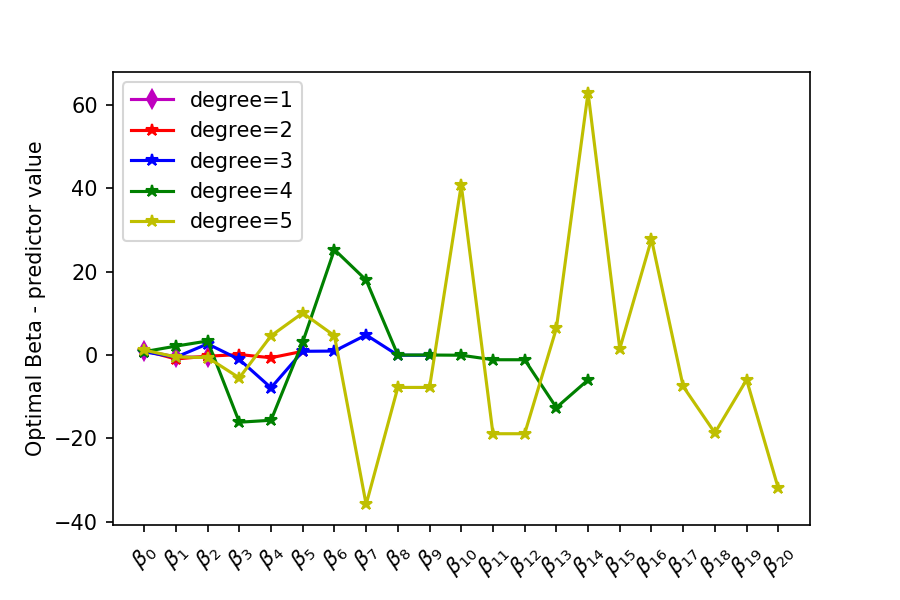 degree=1
degree=2
degree=3
degree=4
degree=5
Optimal Beta - predictor value
60
40
20
0
−20
−40
β₀ β₁ β₂ β₃ β₄ β₅ β₆ β₇ β₈ β₉ β₁₀ β₁₁ β₁₂ β₁₃ β₁₄ β₁₅ β₁₆ β₁₇ β₁₈ β₁₉ β₂₀